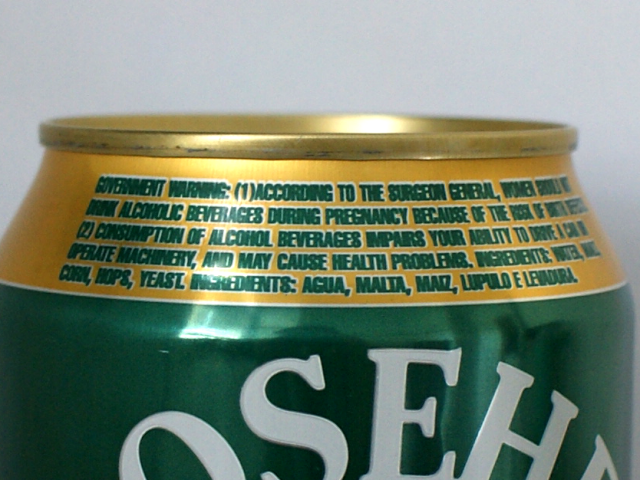 GOVERNMENT WARNING: (1)ACCORDING TO THE SURGEON GENERAL, WOMEN
DRINK ALCOHOLIC BEVERAGES DURING PREGNANCY BECAUSE OF THE RISK OF
(2) CONSUMPTION OF ALCOHOL BEVERAGES IMPAIRS YOUR ABILITY TO DRIVE
OPERATE MACHINERY, AND MAY CAUSE HEALTH PROBLEMS. INGREDIENTS: WATER,
CORN, HOPS, YEAST. INGREDIENTS: AGUA, MALTA, MAIZ, LUPULO E LEVADURA.
OSEH